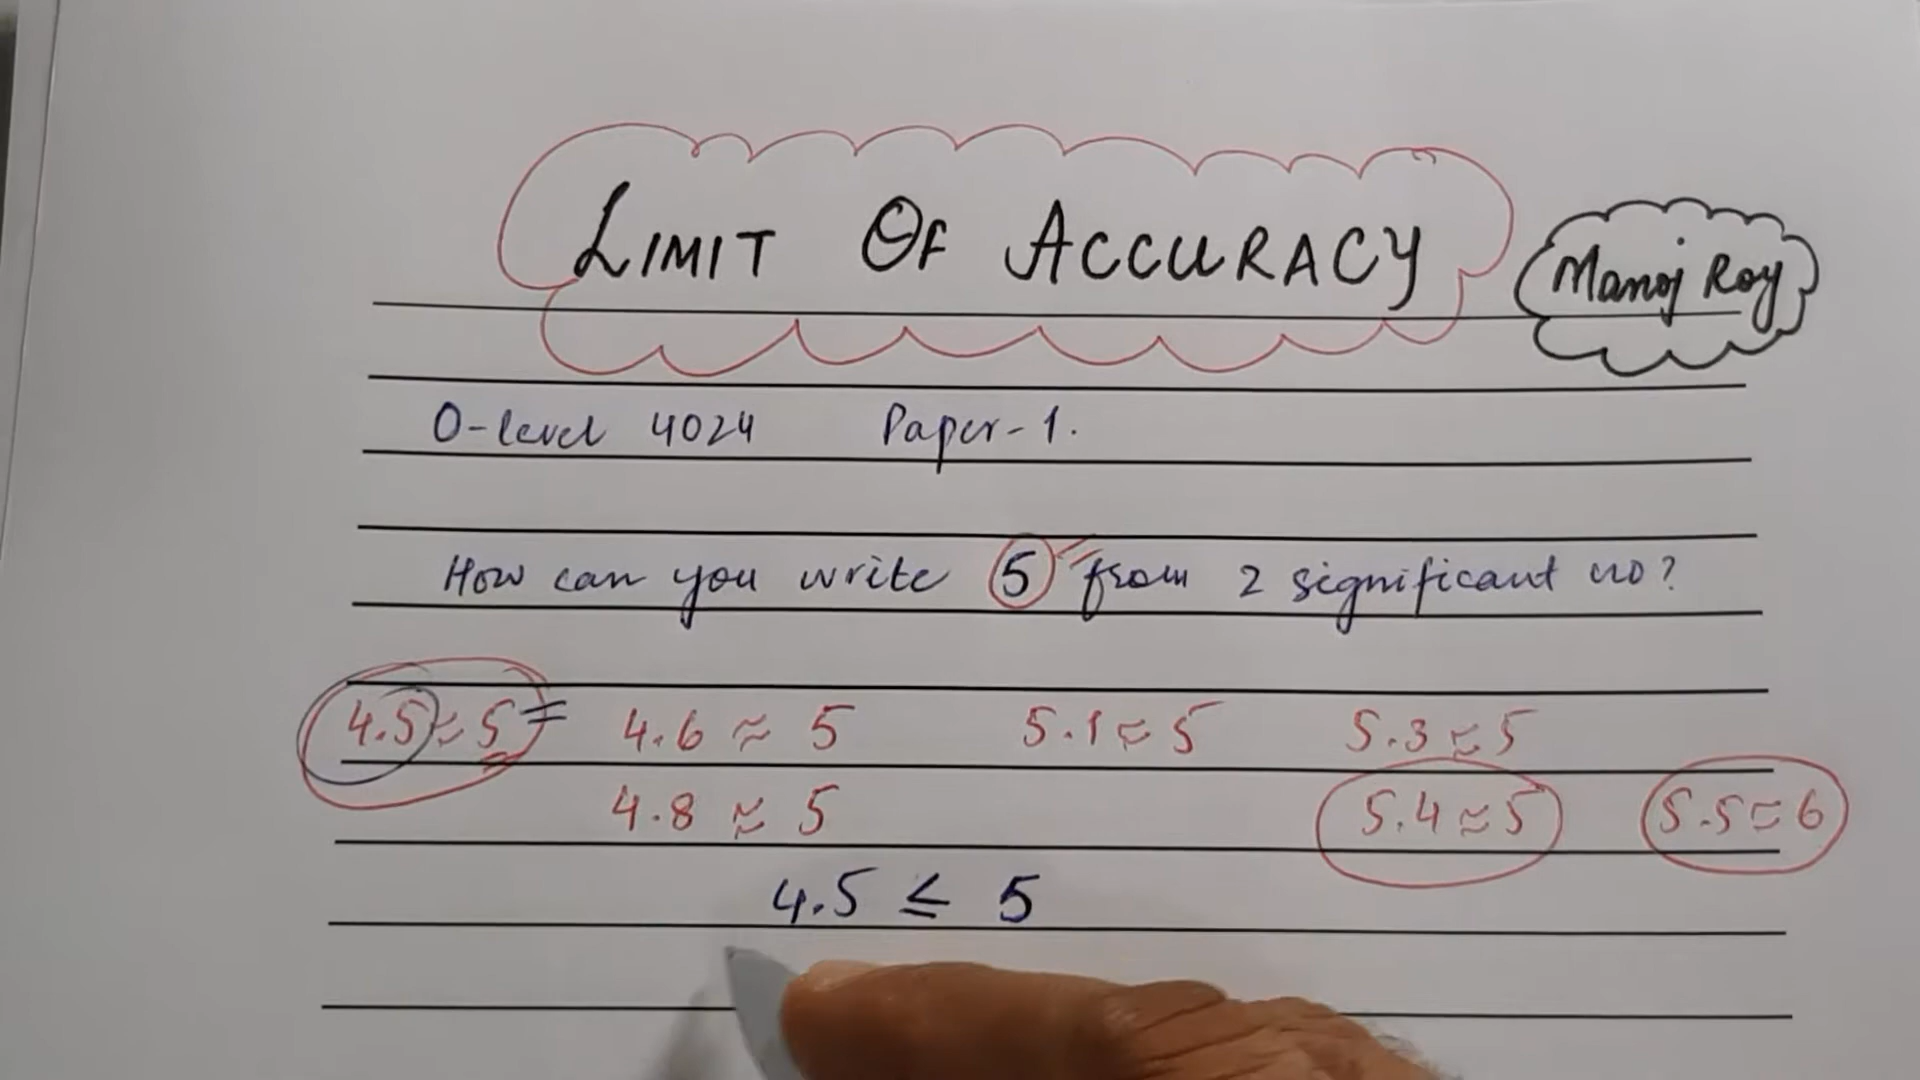 LIMIT OF ACCURACY
Manoj Roy
O-level 4024 Paper-1.
How can you write 5 from 2 significant no?
4.5≈5 4.6 ≈ 5 5.1≈5 5.3≈5
4.8 ≈ 5 5.4≈5 5.5≈6
4.5 ≤ 5